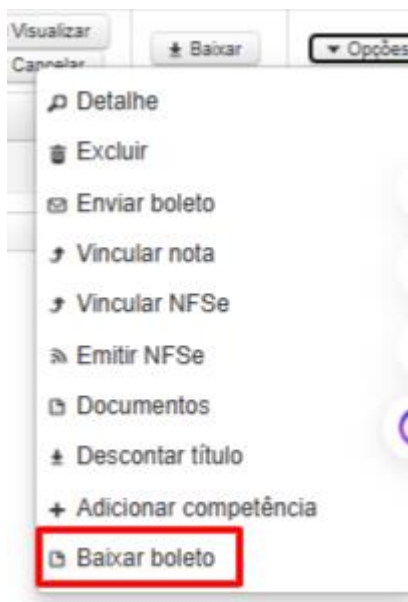 Visualizar
Baixar
Opções
Cancelar
Detalhe
Excluir
Enviar boleto
Vincular nota
Vincular NFSe
Emitir NFSe
Documentos
Descontar título
Adicionar competência
Baixar boleto